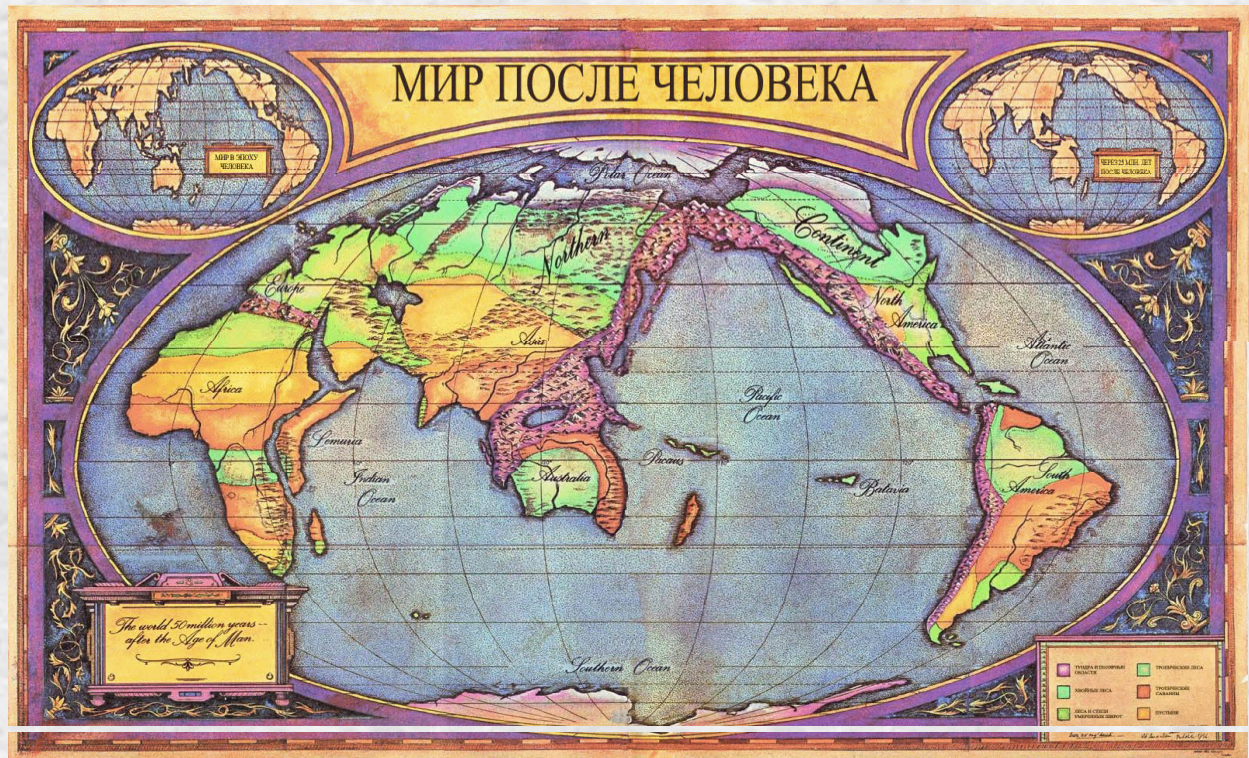 МИР ПОСЛЕ ЧЕЛОВЕКА
МИР В ЭПОХУ
ЧЕЛОВЕКА
ЧЕРЕЗ 25 МЛН. ЛЕТ
ПОСЛЕ ЧЕЛОВЕКА
Polar Ocean
Northern
Continent
Europe
North
America
Asia
Atlantic
Ocean
Africa
Pacific
Ocean
Lemuria
Pacaus
Indian
Ocean
Australia
Batavia
South
America
The world 50 million years
after the Age of Man.
Southern Ocean
ТУНДРА И ПОЛЯРНЫЕ
ОБЛАСТИ
ХВОЙНЫЕ ЛЕСА
ЛЕСА И СТЕПИ
УМЕРЕННЫХ ШИРОТ
ТРОПИЧЕСКИЕ ЛЕСА
ТРОПИЧЕСКИЕ
САВАННЫ
ПУСТЫНИ